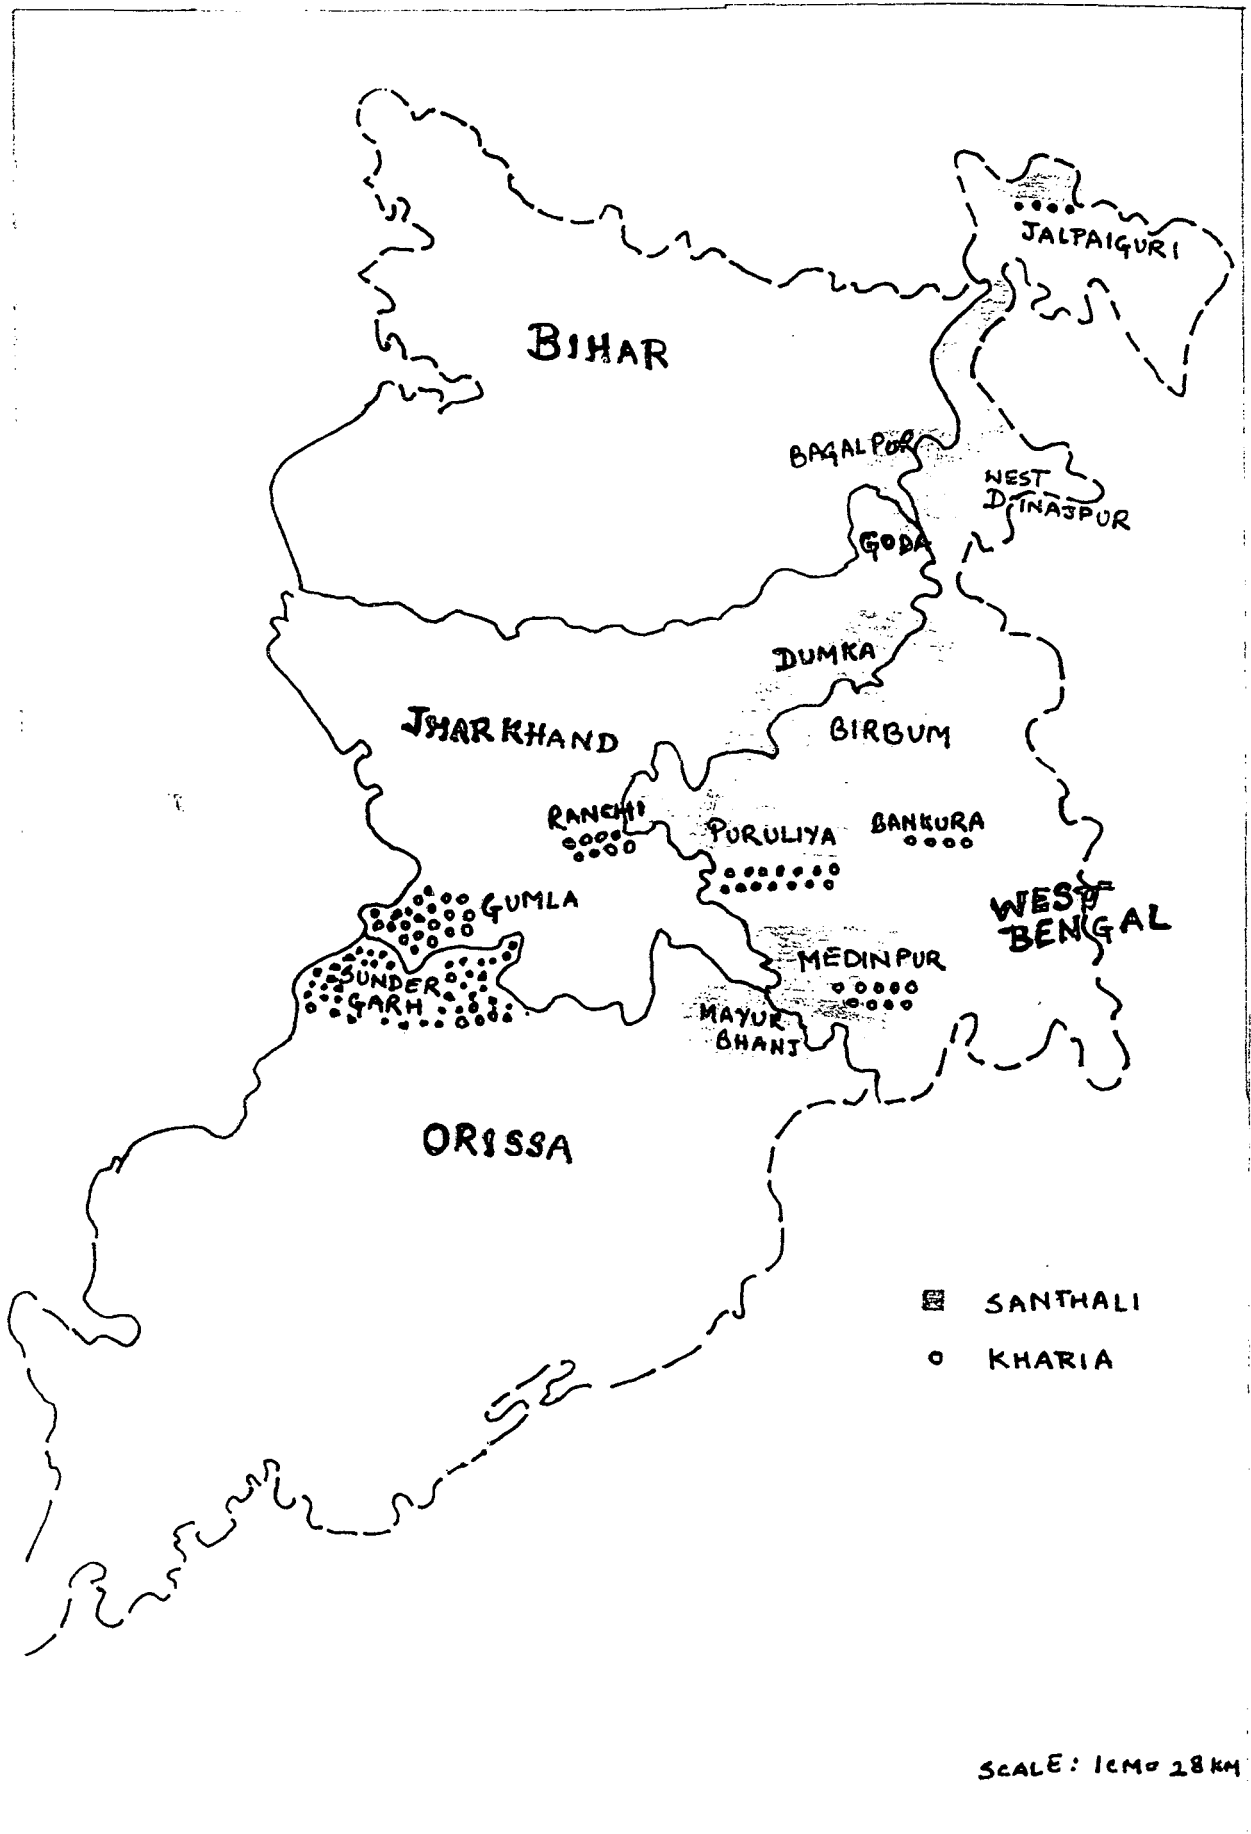 JALPAIGURI
BIHAR
BAGALPUR
WEST
DINAJPUR
GODA
DUMKA
JHARKHAND
BIRBUM
RANCHI
PURULIYA
BANKURA
GUMLA
WEST
BENGAL
MEDINPUR
SUNDER
GARH
MAYUR
BHANJ
ORISSA
SANTHALI
KHARIA
SCALE: 1CM= 28 KM